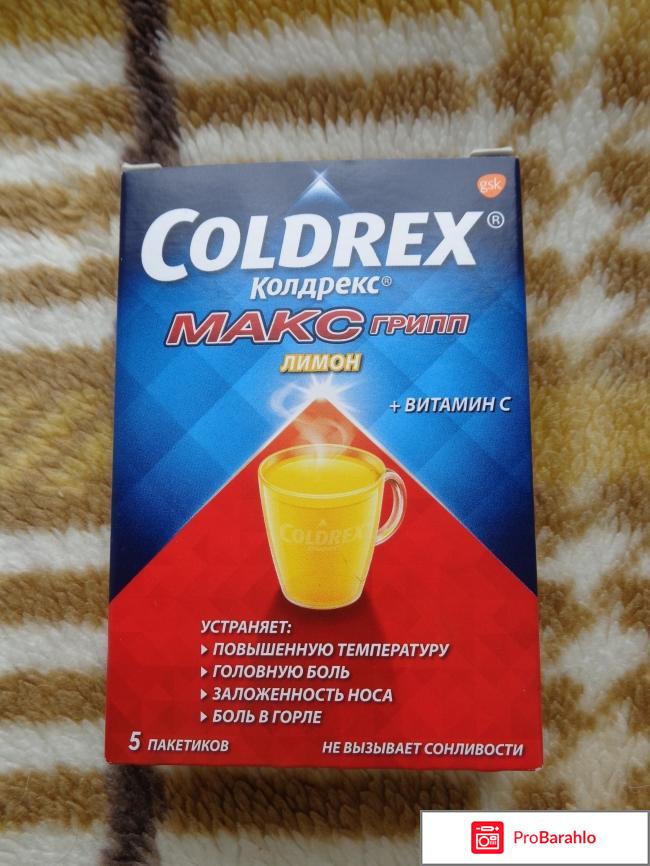 gsk
COLDREX®
Колдрекс®
МАКС ГРИПП
ЛИМОН
+ ВИТАМИН С
COLDREX
УСТРАНЯЕТ:
ПОВЫШЕННУЮ ТЕМПЕРАТУРУ
ГОЛОВНУЮ БОЛЬ
ЗАЛОЖЕННОСТЬ НОСА
БОЛЬ В ГОРЛЕ
5 ПАКЕТИКОВ НЕ ВЫЗЫВАЕТ СОНЛИВОСТИ
ProBarahlo